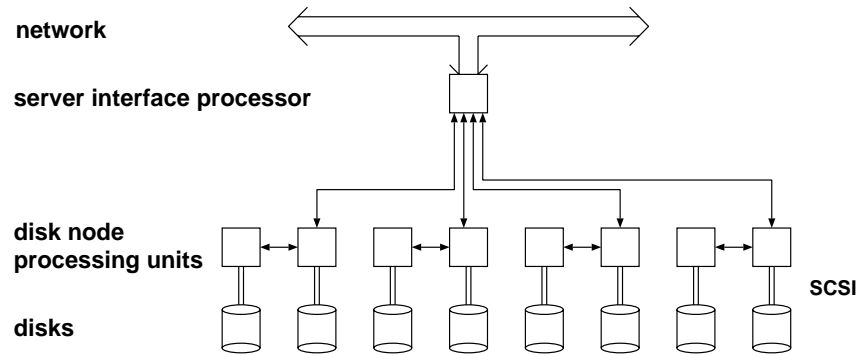 network
server interface processor
disk node
processing units
SCSI
disks